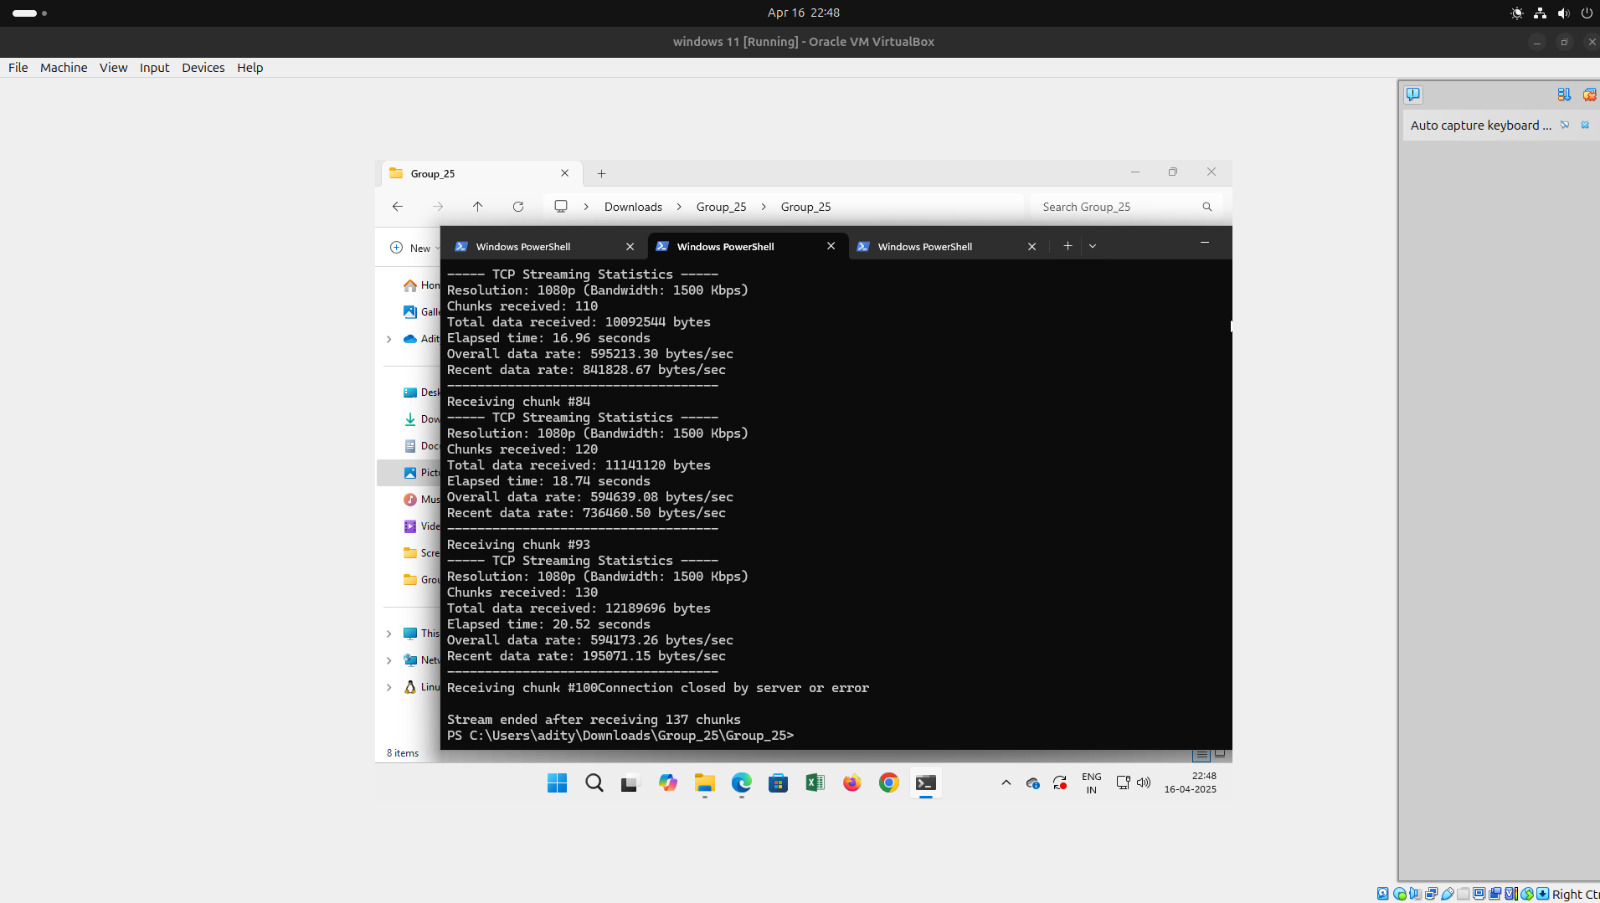 Apr 16 22:48
windows 11 [Running] - Oracle VM VirtualBox
File Machine View Input Devices Help
Auto capture keyboard ...
Group_25
Downloads > Group_25 > Group_25
Search Group_25
New
Windows PowerShell
Windows PowerShell
Windows PowerShell
Hon
Galle
Adit
Desk
Dow
Docu
Pictu
Mus
Vide
Scre
Grou
This
Netw
Linu
8 items
----- TCP Streaming Statistics -----
Resolution: 1080p (Bandwidth: 1500 Kbps)
Chunks received: 110
Total data received: 10092544 bytes
Elapsed time: 16.96 seconds
Overall data rate: 595213.30 bytes/sec
Recent data rate: 841828.67 bytes/sec
------------------------------------
Receiving chunk #84
----- TCP Streaming Statistics -----
Resolution: 1080p (Bandwidth: 1500 Kbps)
Chunks received: 120
Total data received: 11141120 bytes
Elapsed time: 18.74 seconds
Overall data rate: 594639.08 bytes/sec
Recent data rate: 736460.50 bytes/sec
------------------------------------
Receiving chunk #93
----- TCP Streaming Statistics -----
Resolution: 1080p (Bandwidth: 1500 Kbps)
Chunks received: 130
Total data received: 12189696 bytes
Elapsed time: 20.52 seconds
Overall data rate: 594173.26 bytes/sec
Recent data rate: 195071.15 bytes/sec
------------------------------------
Receiving chunk #100Connection closed by server or error
Stream ended after receiving 137 chunks
PS C:\Users\adity\Downloads\Group_25\Group_25>
ENG
IN
22:48
16-04-2025
Right Ctr